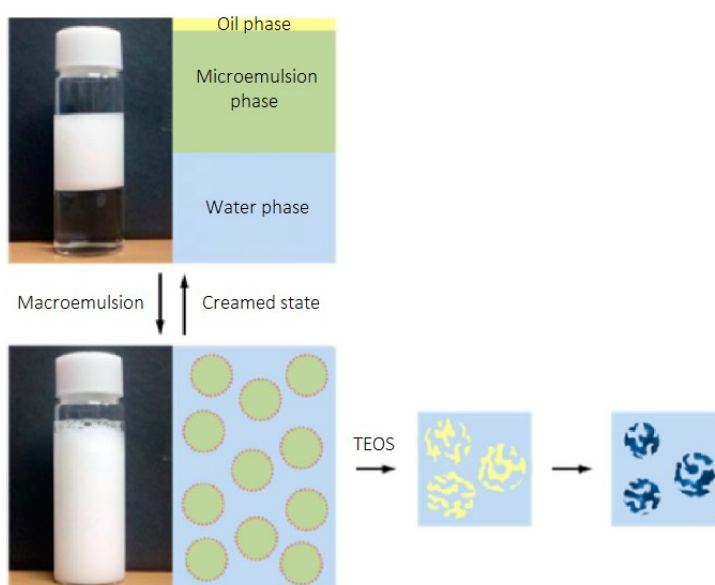 Oil phase
Microemulsion
phase
Water phase
Macroemulsion
Creamed state
TEOS